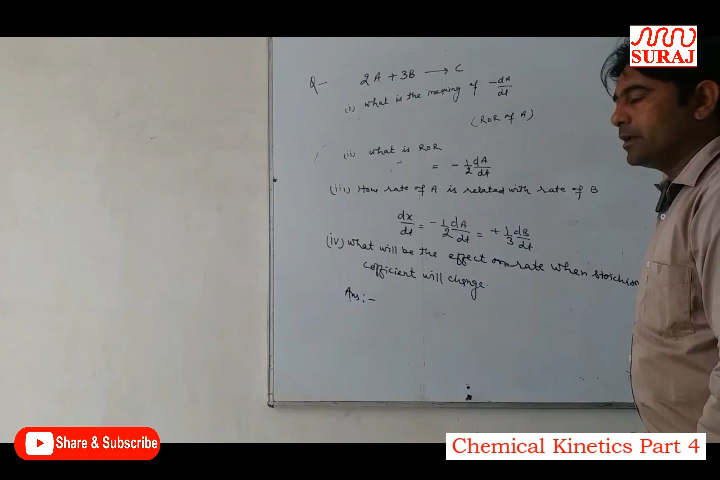 SURAJ
Q- 2A + 3B → C
(i) What is the meaning of -dA/dt
(ROR of A)
(ii) What is ROR
= - 1/2 dA/dt
(iii) How rate of A is related with rate of B
dx/dt = - 1/2 dA/dt = + 1/3 dB/dt
(iv) What will be the effect on rate when stoichiom
cofficient will change.
Ans:-
Share & Subscribe
Chemical Kinetics Part 4